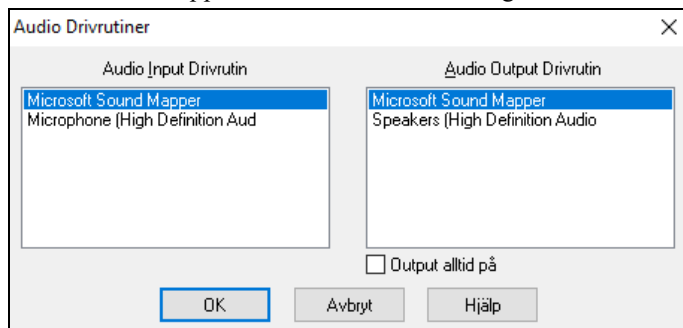 Audio Drivrutiner
Audio Input Drivrutin
Audio Output Drivrutin
Microsoft Sound Mapper
Microphone (High Definition Aud
Microsoft Sound Mapper
Speakers (High Definition Audio
Output alltid på
OK
Avbryt
Hjälp